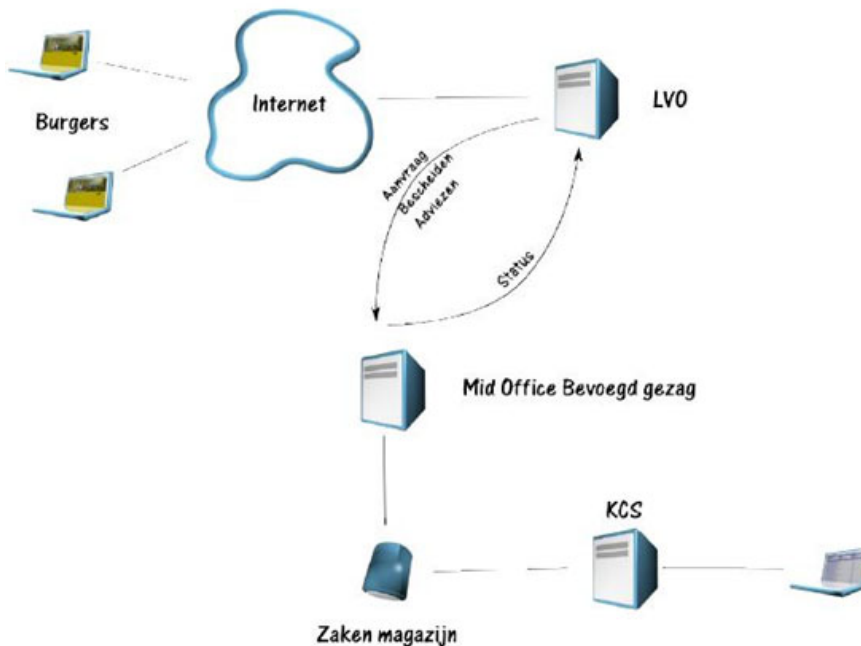 Internet
LVO
Burgers
Aanvraag
Bescheiden
Adviezen
Status
Mid Office Bevoegd gezag
KCS
Zaken magazijn